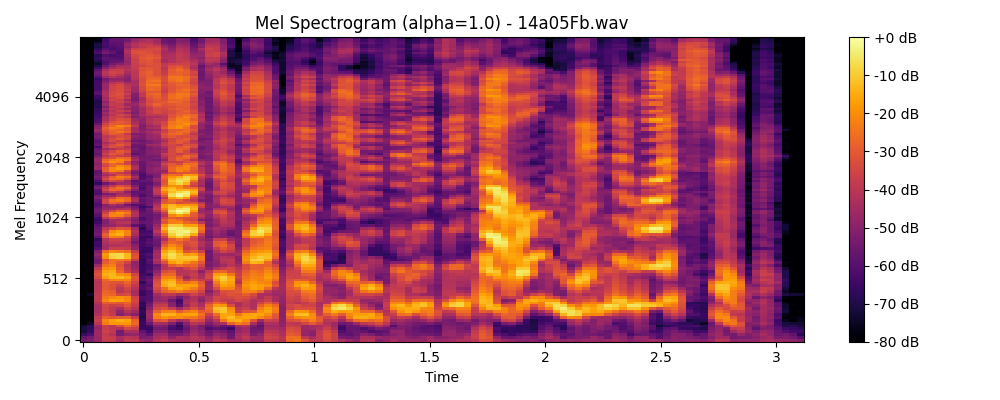 Mel Spectrogram (alpha=1.0) - 14a05Fb.wav
+0 dB
-10 dB
-20 dB
-30 dB
-40 dB
-50 dB
-60 dB
-70 dB
-80 dB
4096
2048
1024
512
0
Mel Frequency
0 0.5 1 1.5 2 2.5 3
Time